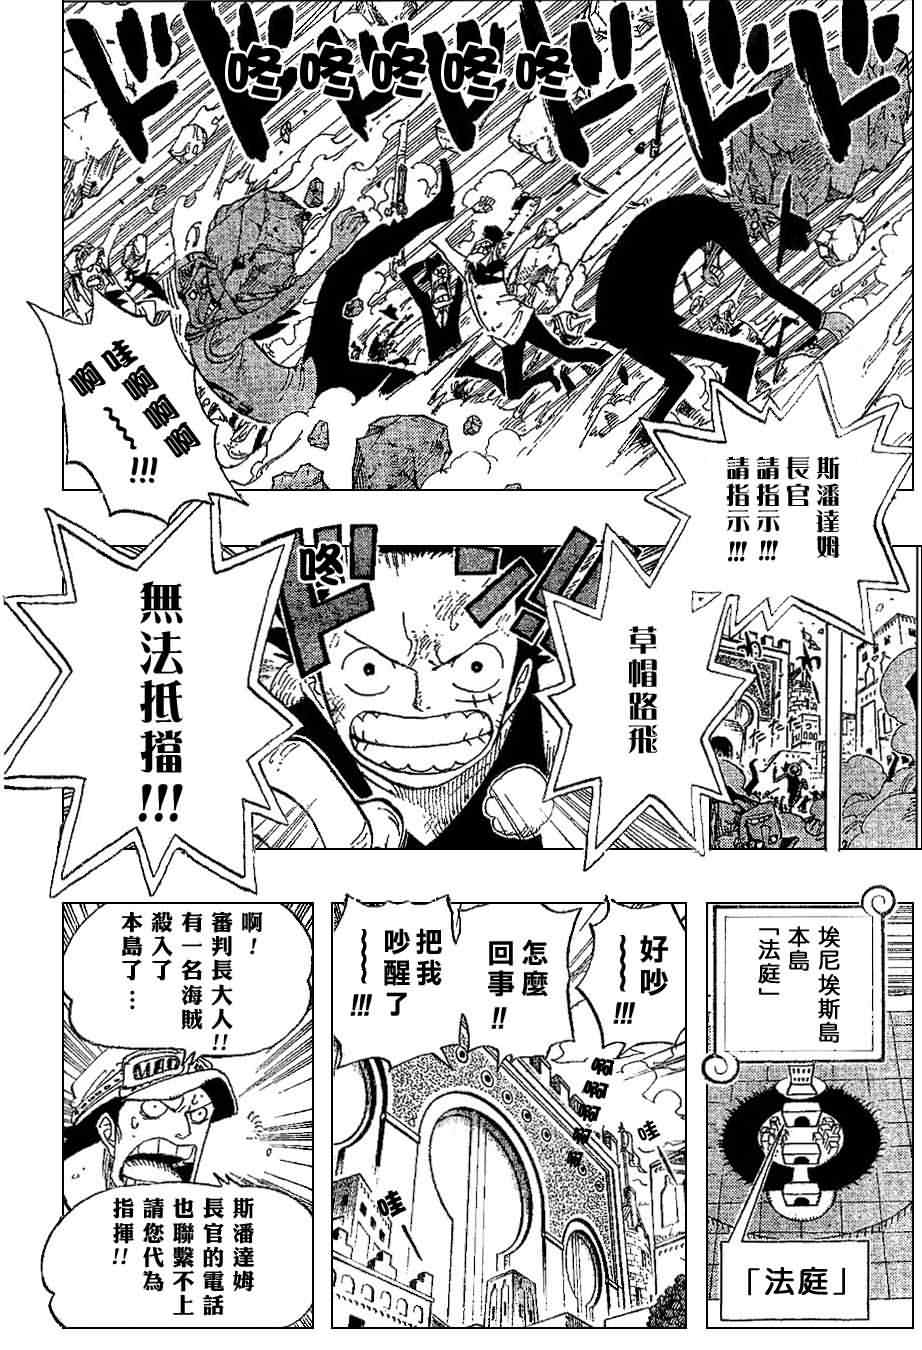 ドドドドドドド
咚咚咚咚咚
斯潘達姆
長官
請指示!!!
請指示!!!
哇啊啊啊
啊～～!!!
草帽路飛
咚
ドドン
無法抵擋!!!
埃尼埃斯島
本島
「法庭」
「法庭」
好吵
～～!!!
怎麼
回事!!
把我
吵醒了
～～!!!
哇
啊啊啊啊
哇
啊!
審判長大人!!
有一名海賊
殺入了
本島了…
斯潘達姆
長官的電話
也聯繫不上
請您代為
指揮!!